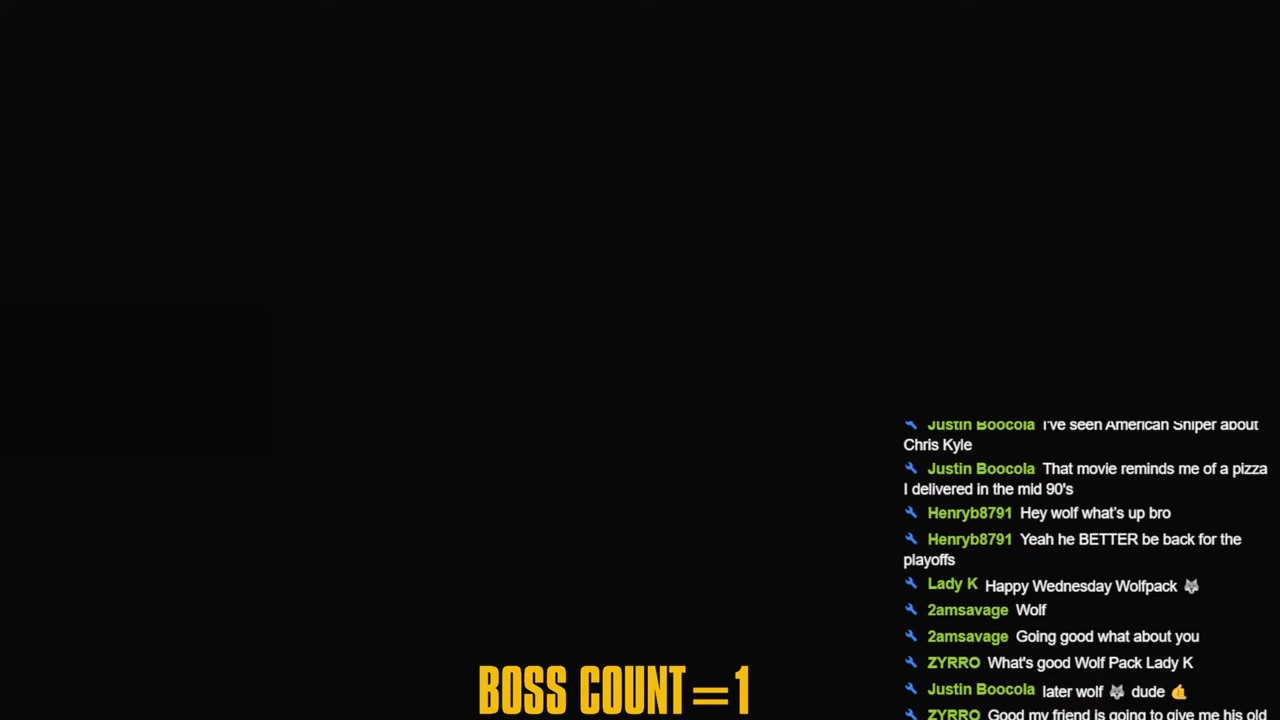 Justin Boocola I've seen American Sniper about
Chris Kyle
Justin Boocola That movie reminds me of a pizza
I delivered in the mid 90's
Henryb8791 Hey wolf what's up bro
Henryb8791 Yeah he BETTER be back for the
playoffs
Lady K Happy Wednesday Wolfpack 🐺
2amsavage Wolf
2amsavage Going good what about you
ZYRRO What's good Wolf Pack Lady K
Justin Boocola later wolf 🐺 dude 🤙
ZYRRO Good my friend is going to give me his old
BOSS COUNT=1